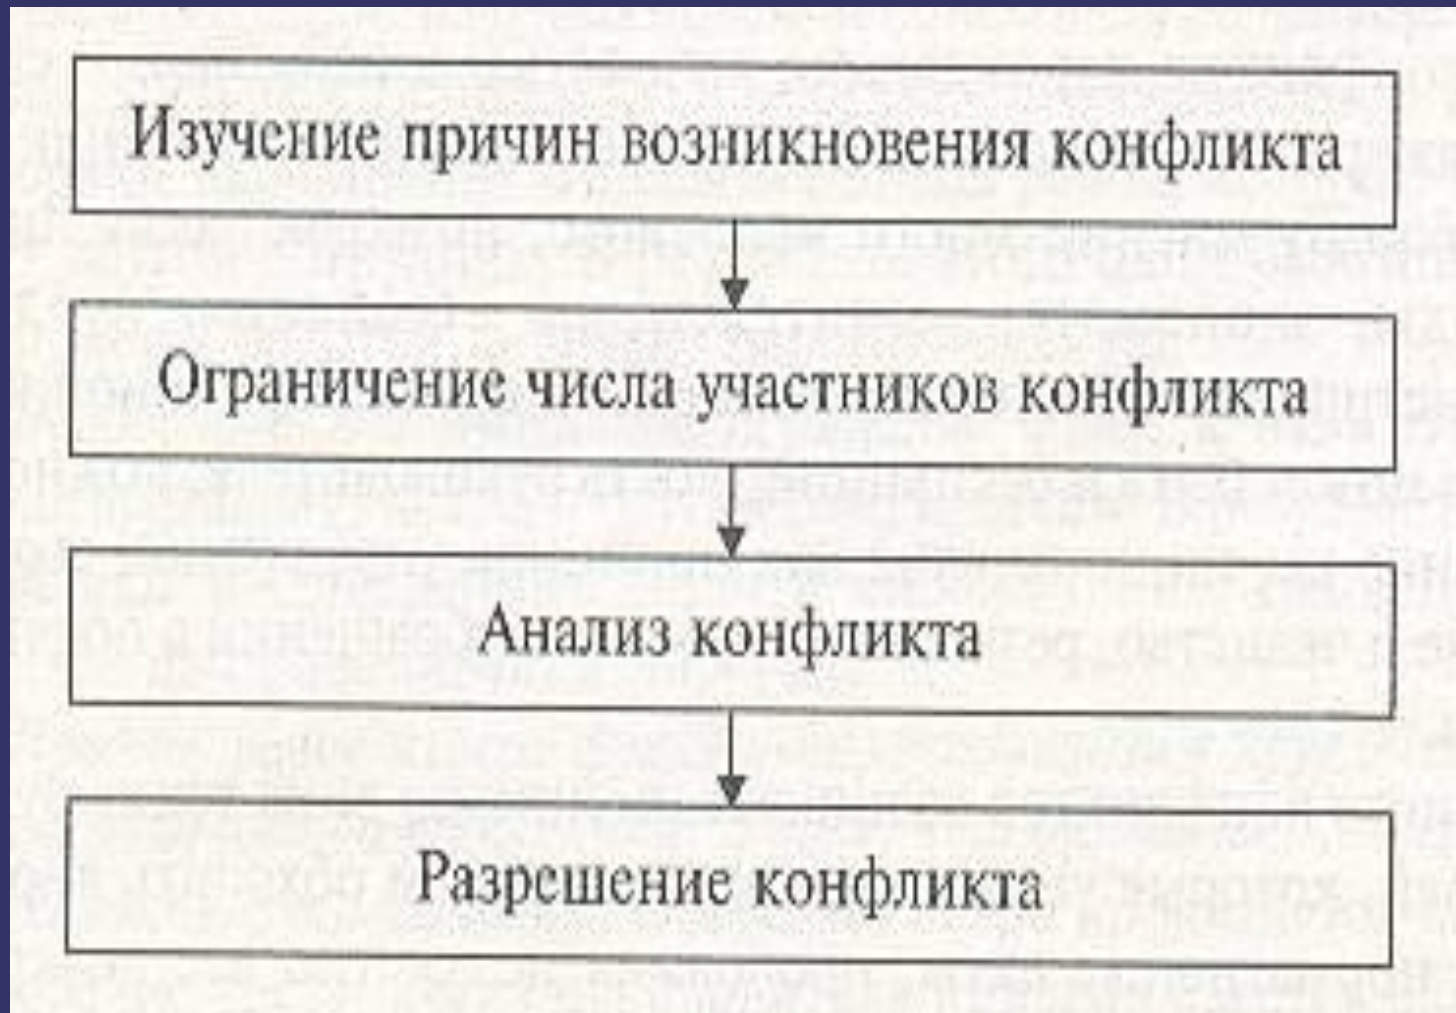 Изучение причин возникновения конфликта
Ограничение числа участников конфликта
Анализ конфликта
Разрешение конфликта